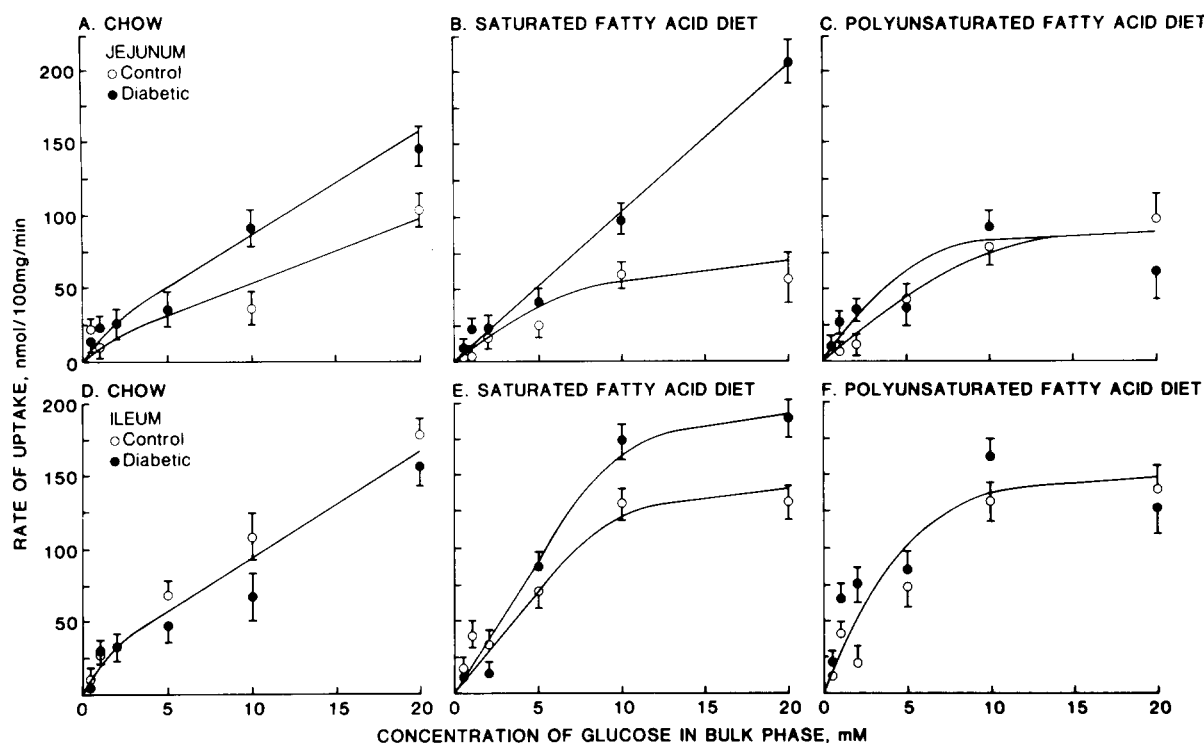 A. CHOW
JEJUNUM
○ Control
● Diabetic
200
150
100
50
0
B. SATURATED FATTY ACID DIET
C. POLYUNSATURATED FATTY ACID DIET
D. CHOW
ILEUM
○ Control
● Diabetic
200
150
100
50
0 5 10 15 20
E. SATURATED FATTY ACID DIET
0 5 10 15 20
F. POLYUNSATURATED FATTY ACID DIET
0 5 10 15 20
RATE OF UPTAKE, nmol/100mg/min
CONCENTRATION OF GLUCOSE IN BULK PHASE, mM